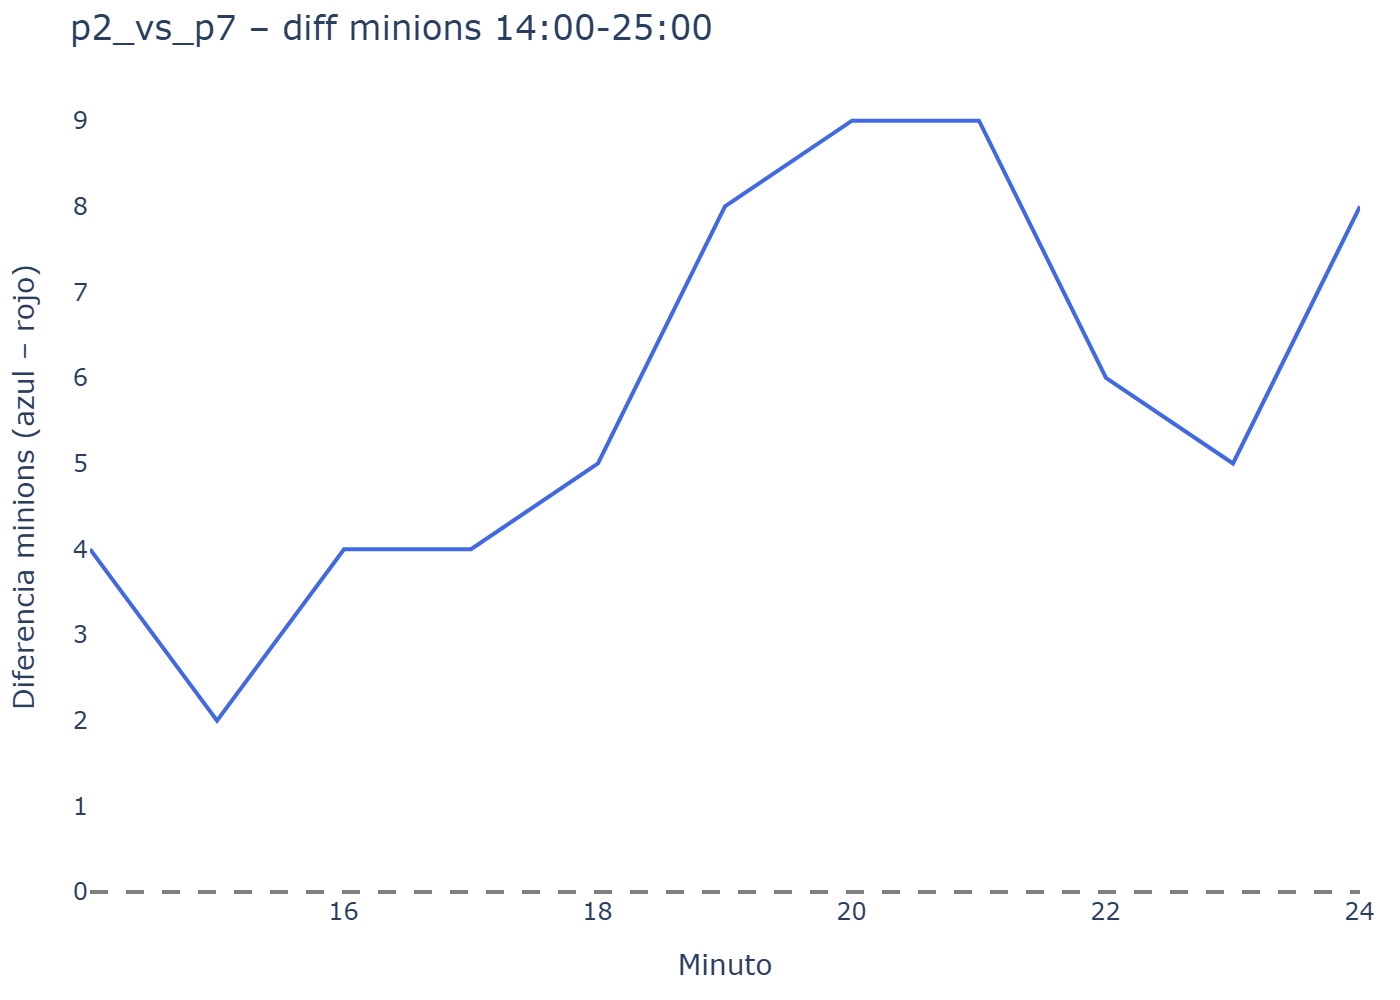 p2_vs_p7 – diff minions 14:00-25:00
Diferencia minions (azul – rojo)
9
8
7
6
5
4
3
2
1
0
16 18 20 22 24
Minuto